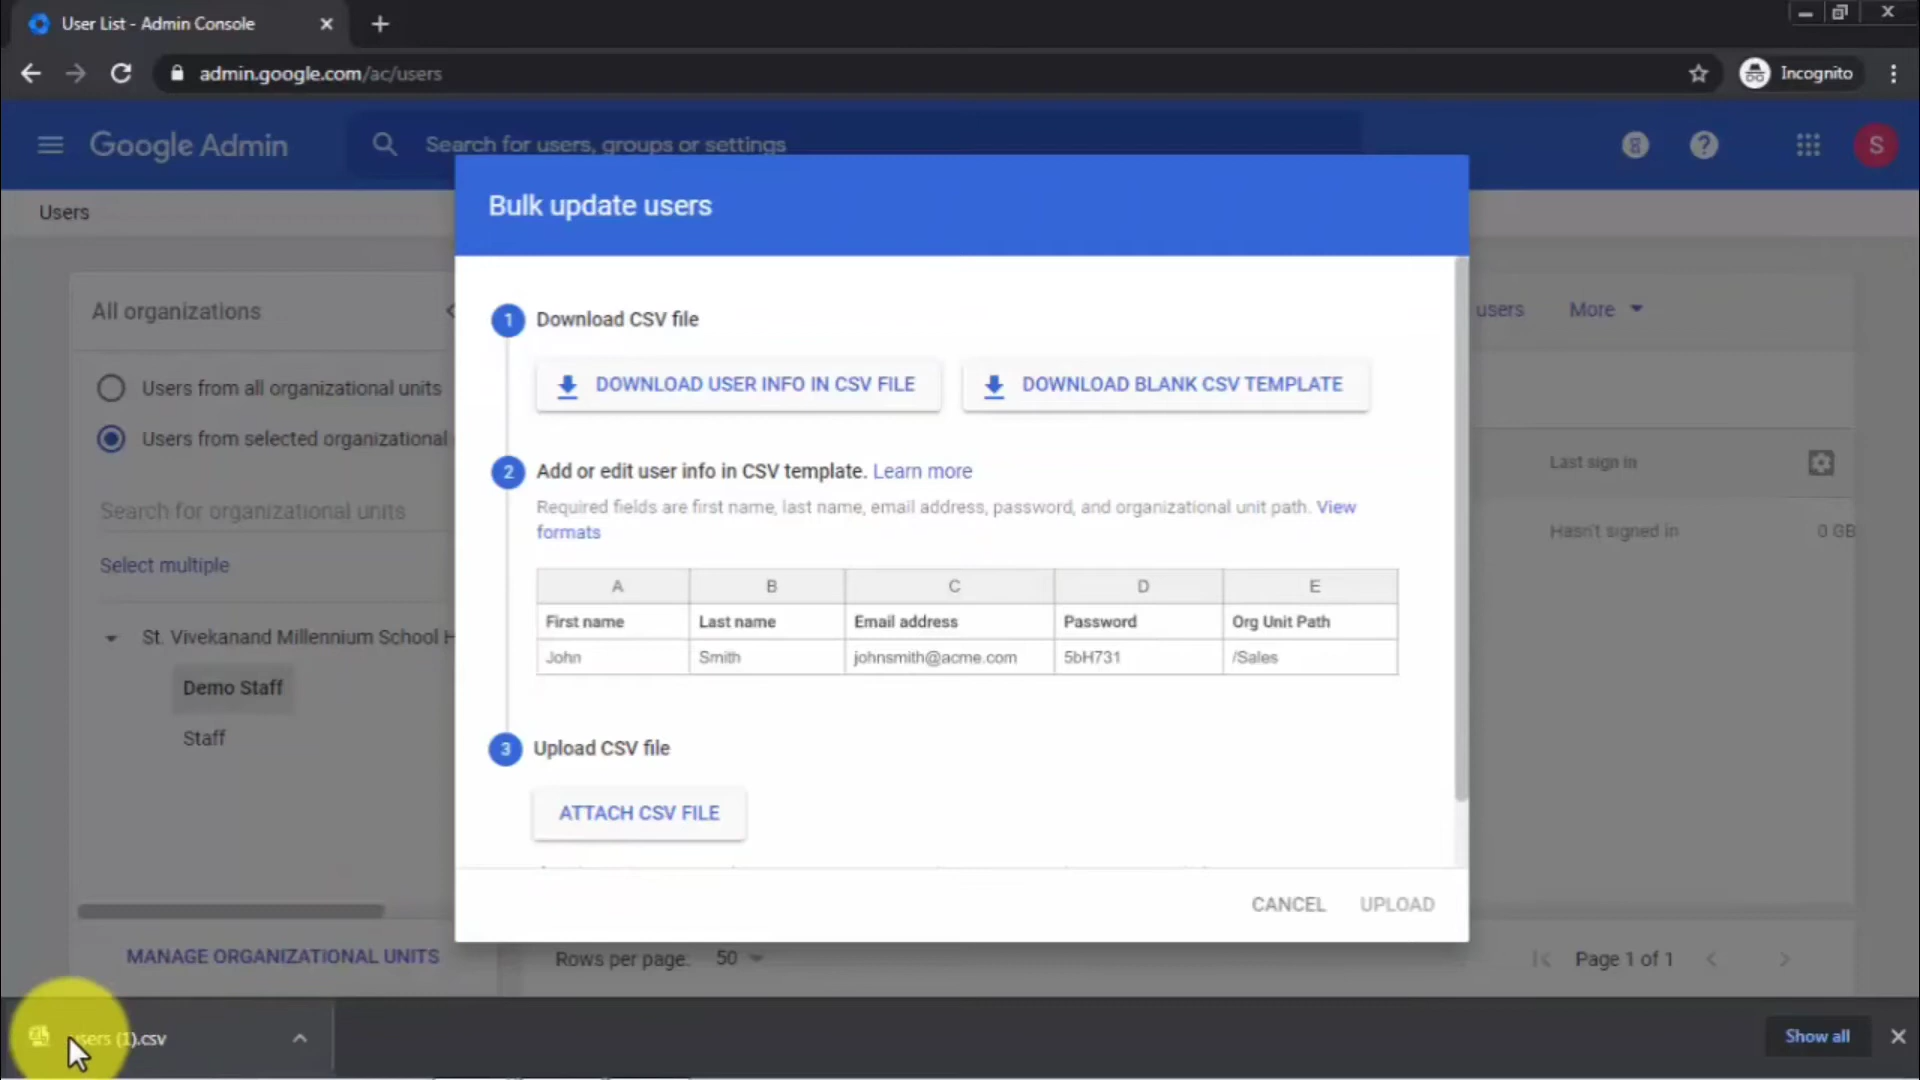 User List - Admin Console
admin.google.com/ac/users
Incognito
Google Admin
Search for users, groups or settings
S
Users
Bulk update users
All organizations
users
More
1
Download CSV file
Users from all organizational units
DOWNLOAD USER INFO IN CSV FILE
DOWNLOAD BLANK CSV TEMPLATE
Users from selected organizational
2
Add or edit user info in CSV template. Learn more
Last sign in
Search for organizational units
Required fields are first name, last name, email address, password, and organizational unit path. View
formats
Hasn't signed in
0 GB
Select multiple
A
B
C
D
E
First name
Last name
Email address
Password
Org Unit Path
St. Vivekanand Millennium School H
John
Smith
johnsmith@acme.com
5bH731
/Sales
Demo Staff
Staff
3
Upload CSV file
ATTACH CSV FILE
CANCEL
UPLOAD
MANAGE ORGANIZATIONAL UNITS
Rows per page:
50
Page 1 of 1
users (1).csv
Show all